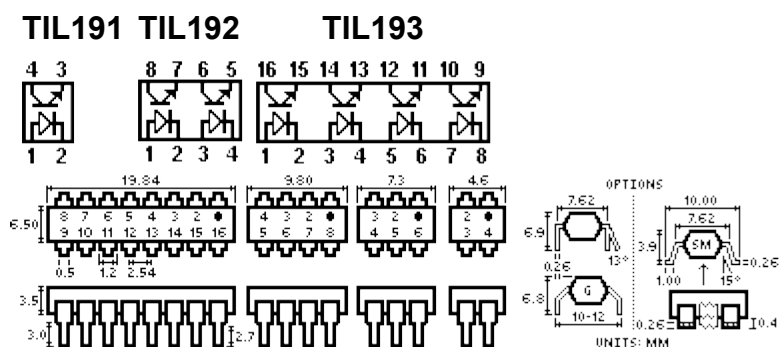 TIL191 TIL192 TIL193
4 3 8 7 6 5 16 15 14 13 12 11 10 9
1 2 1 2 3 4 1 2 3 4 5 6 7 8
19.84 9.80 7.3 4.6
8 7 6 5 4 3 2
9 10 11 12 13 14 15 16
4 3 2
5 6 7 8
3 2
4 5 6
2
3 4
6.50
0.5 1.2 2.54
3.5
3.0 2.7
OPTIONS
7.62
6.9
13°
0.26
6.8
G
10-12
10.00
7.62
3.9
SM
0.26
1.00 15°
0.26 0.4
UNITS: MM